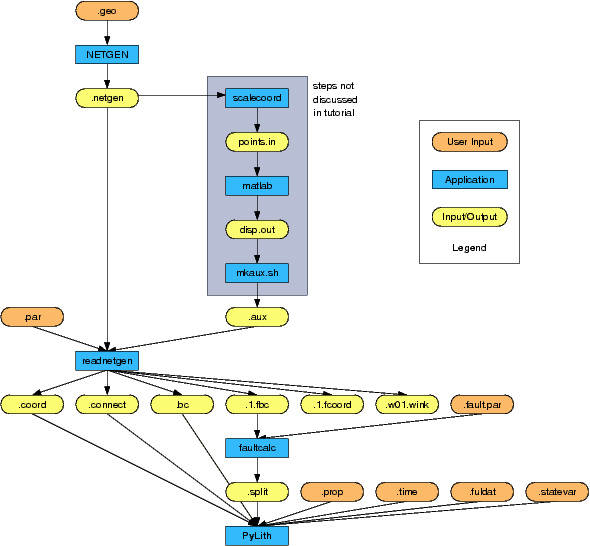 .geo
NETGEN
.netgen
scalecoord
steps not
discussed
in tutorial
points.in
matlab
disp.out
mkaux.sh
User Input
Application
Input/Output
Legend
.par
.aux
readnetgen
.coord
.connect
.bc
.1.fbc
.1.fcoord
.w01.wink
.fault.par
faultcalc
.split
.prop
.time
.fuldat
.statevar
PyLith